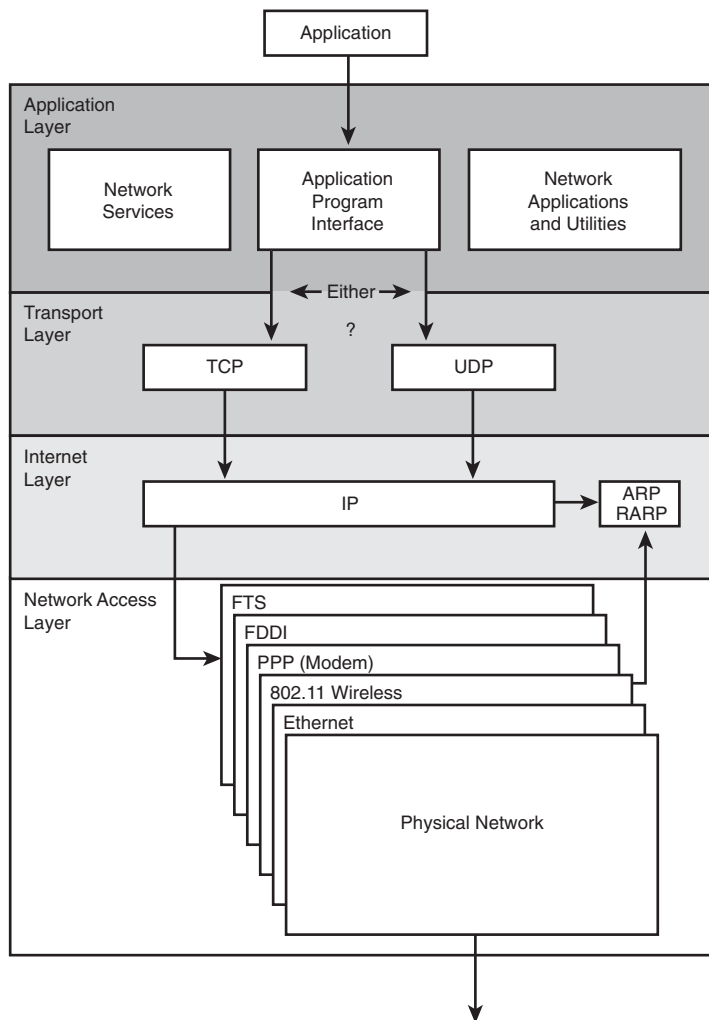 Application
Application
Layer
Network
Services
Application
Program
Interface
Network
Applications
and Utilities
Either
Transport
Layer
?
TCP
UDP
Internet
Layer
IP
ARP
RARP
Network Access
Layer
FTS
FDDI
PPP (Modem)
802.11 Wireless
Ethernet
Physical Network